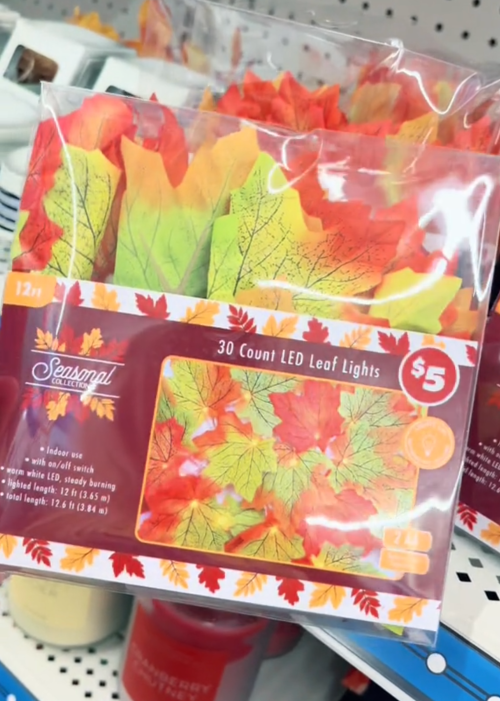 12FT
30 Count LED Leaf Lights
$5
Seasonal
COLLECTION
• Indoor use
• with on/off switch
• warm white LED, steady burning
• lighted length: 12 ft (3.65 m)
• total length: 12.6 ft (3.84 m)
CRANBERRY
CHUTNEY